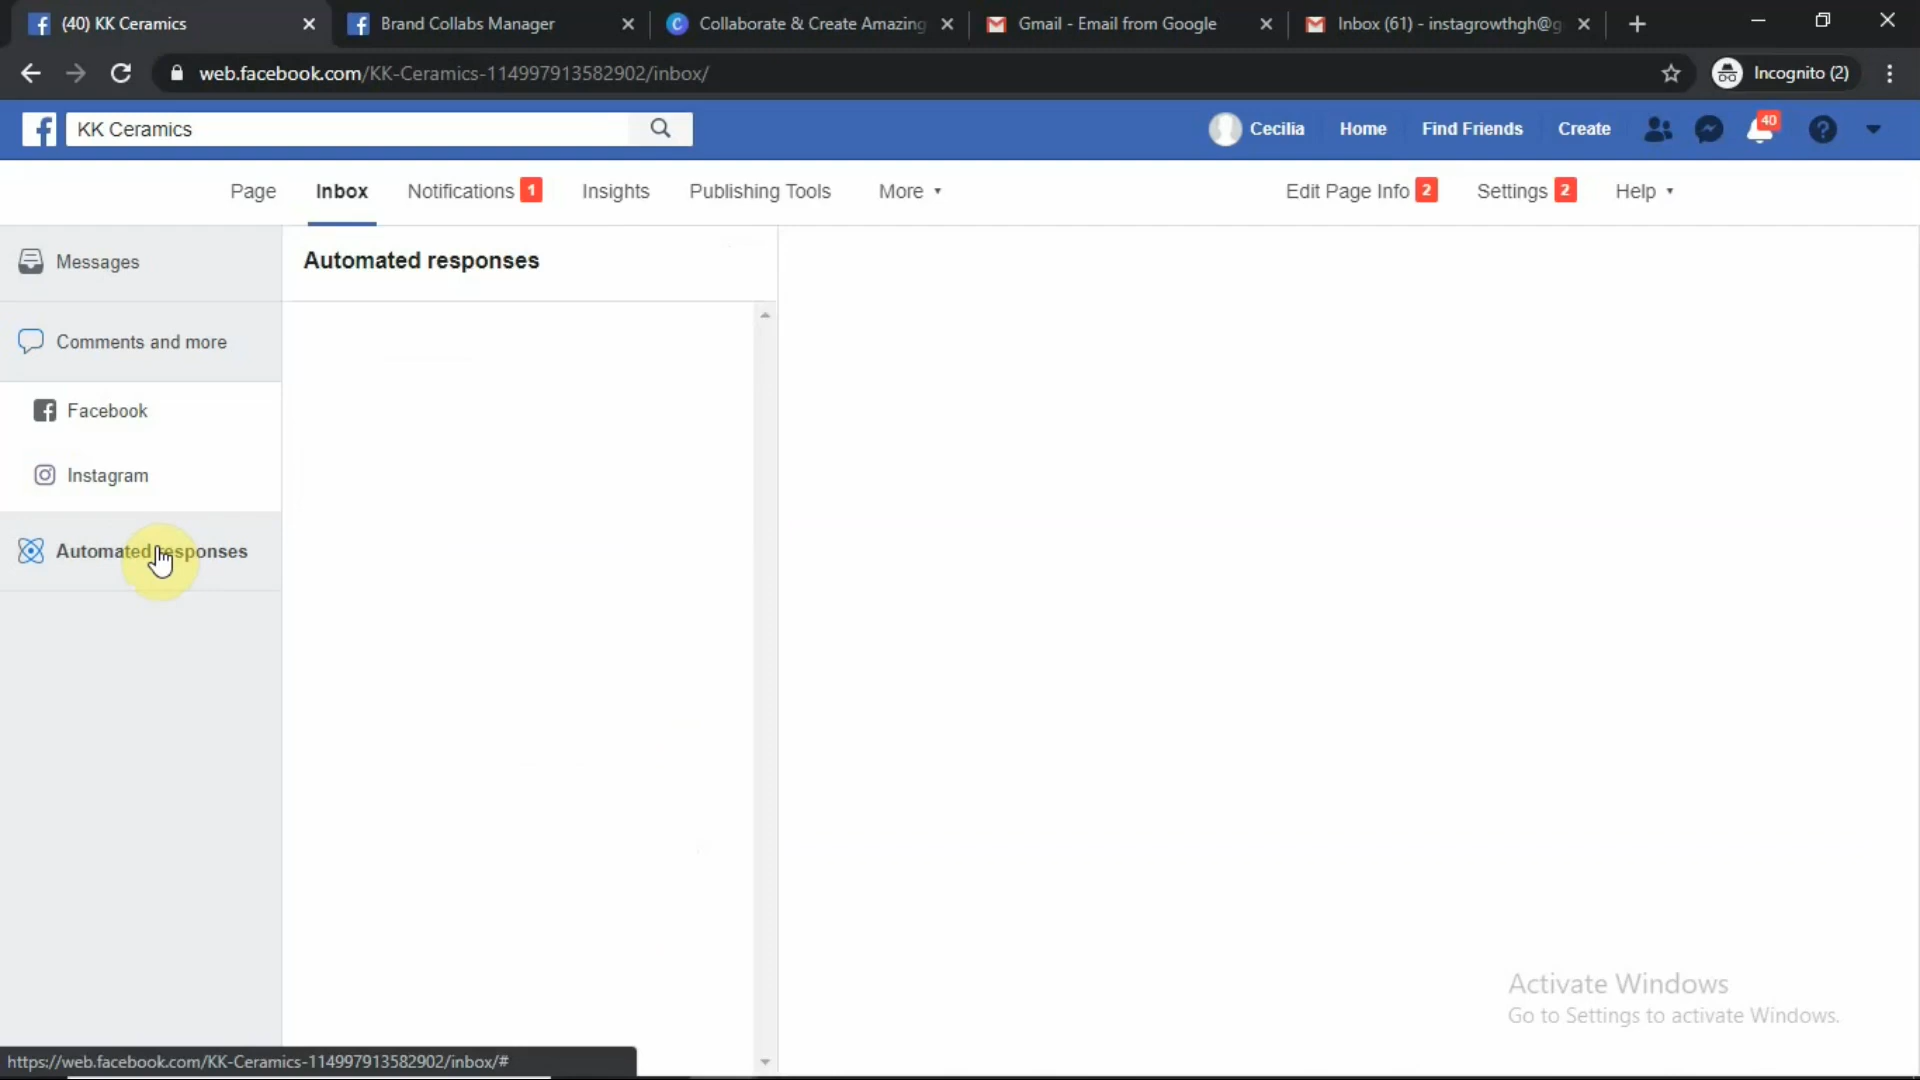 (40) KK Ceramics
Brand Collabs Manager
Collaborate & Create Amazing
Gmail - Email from Google
Inbox (61) - instagrowthgh@g
web.facebook.com/KK-Ceramics-114997913582902/inbox/
Incognito (2)
KK Ceramics
Cecilia
Home
Find Friends
Create
40
Page
Inbox
Notifications 1
Insights
Publishing Tools
More
Edit Page Info 2
Settings 2
Help
Messages
Automated responses
Comments and more
Facebook
Instagram
Automated responses
Activate Windows
Go to Settings to activate Windows.
https://web.facebook.com/KK-Ceramics-114997913582902/inbox/#